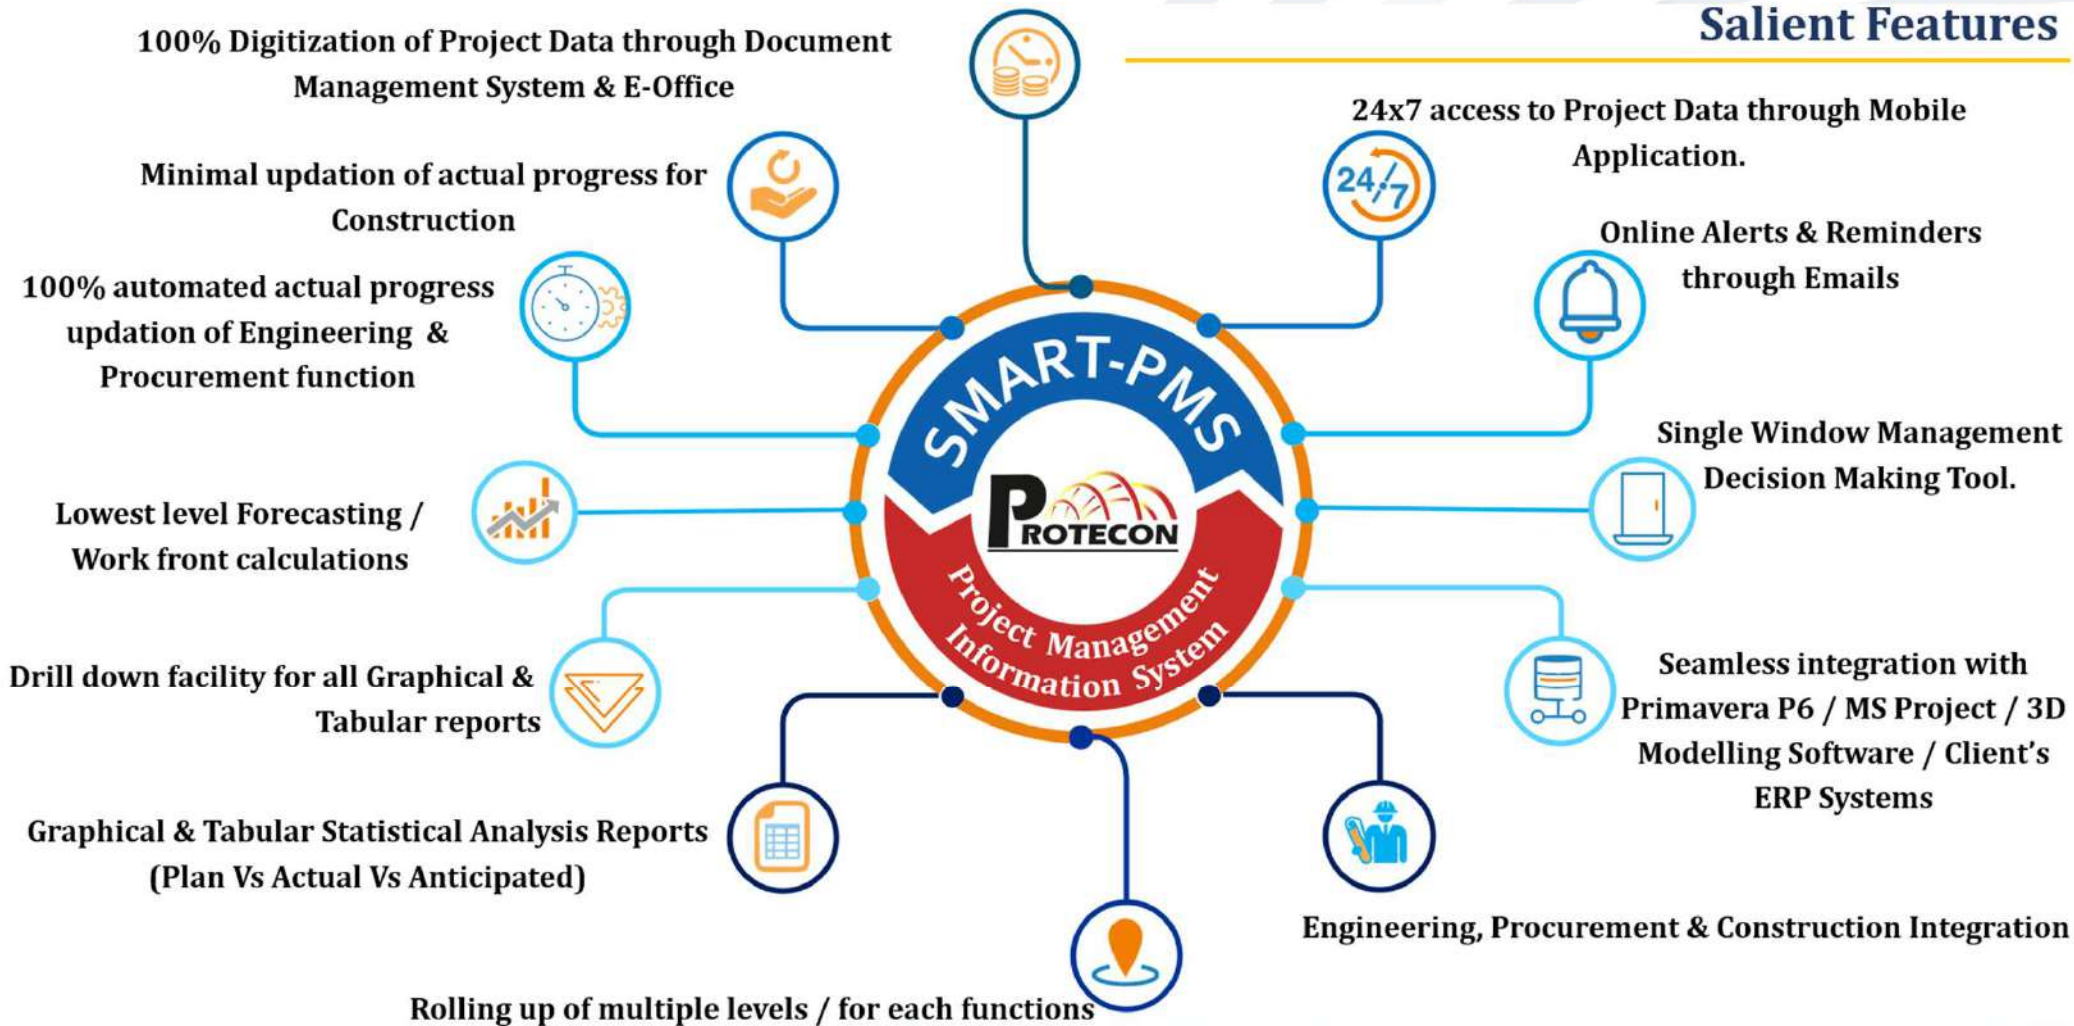 Salient Features
100% Digitization of Project Data through Document
Management System & E-Office
Minimal updation of actual progress for
Construction
100% automated actual progress
updation of Engineering &
Procurement function
Lowest level Forecasting /
Work front calculations
Drill down facility for all Graphical &
Tabular reports
Graphical & Tabular Statistical Analysis Reports
(Plan Vs Actual Vs Anticipated)
Rolling up of multiple levels / for each functions
SMART-PMS
PROTECON
Project Management
Information System
24x7 access to Project Data through Mobile
Application.
24/7
Online Alerts & Reminders
through Emails
Single Window Management
Decision Making Tool.
Seamless integration with
Primavera P6 / MS Project / 3D
Modelling Software / Client's
ERP Systems
Engineering, Procurement & Construction Integration